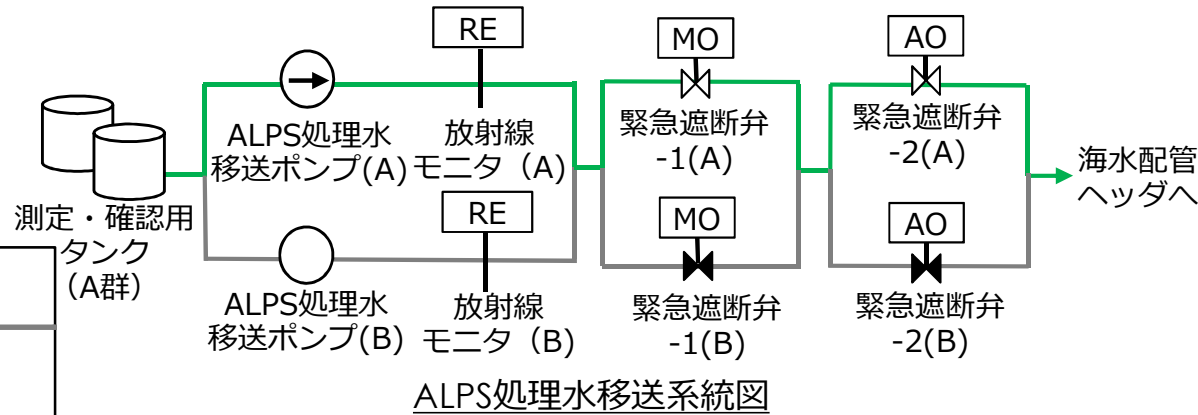 RE
MO
AO
ALPS処理水
移送ポンプ(A)
放射線
モニタ（A）
緊急遮断弁
-1(A)
緊急遮断弁
-2(A)
海水配管
ヘッダへ
測定・確認用
タンク
（A群）
RE
MO
AO
ALPS処理水
移送ポンプ(B)
放射線
モニタ（B）
緊急遮断弁
-1(B)
緊急遮断弁
-2(B)
ALPS処理水移送系統図